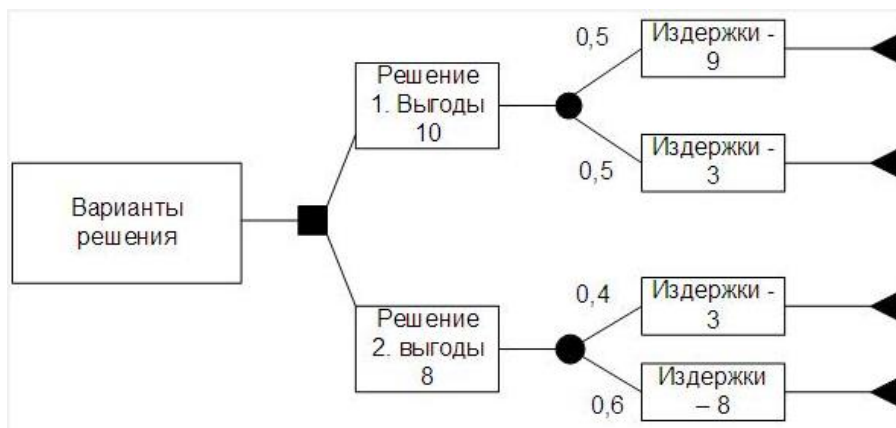 Варианты
решения
Решение
1. Выгоды
10
0,5
Издержки -
9
0,5
Издержки -
3
Решение
2. выгоды
8
0,4
Издержки -
3
0,6
Издержки
– 8